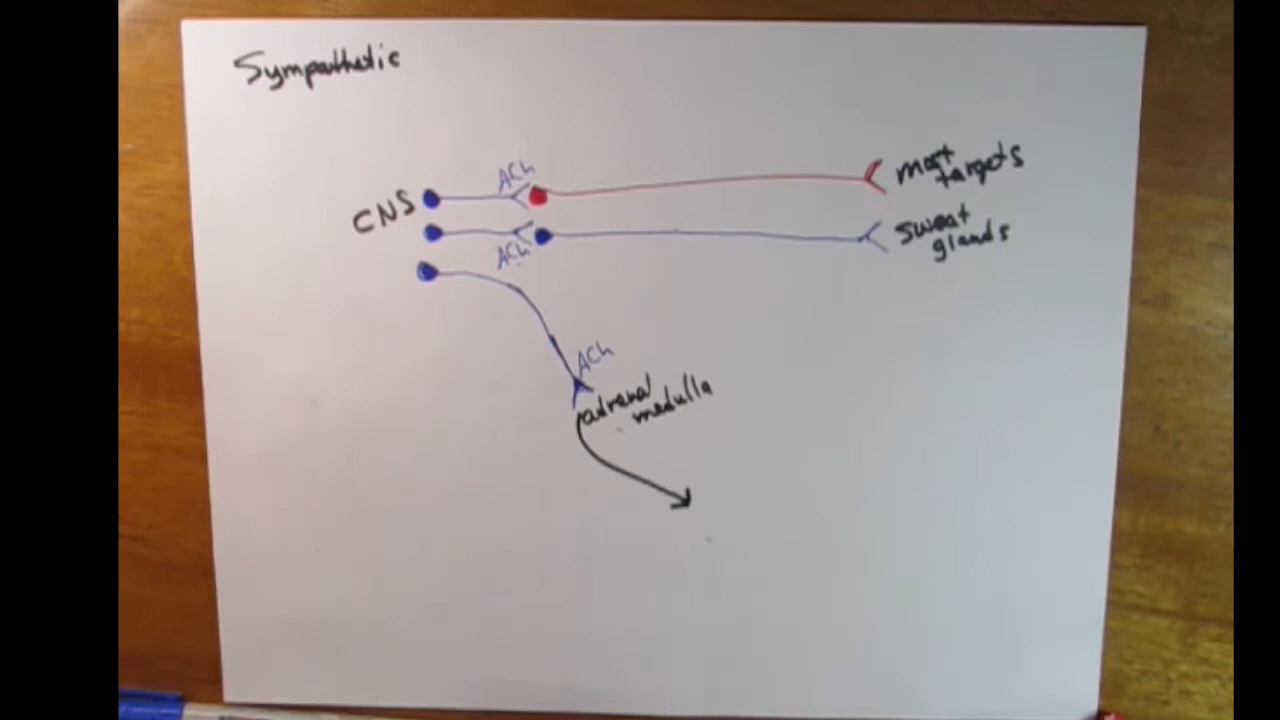 Sympathetic
ACh
most
targets
CNS
sweat
glands
ACh
ACh
adrenal
medulla